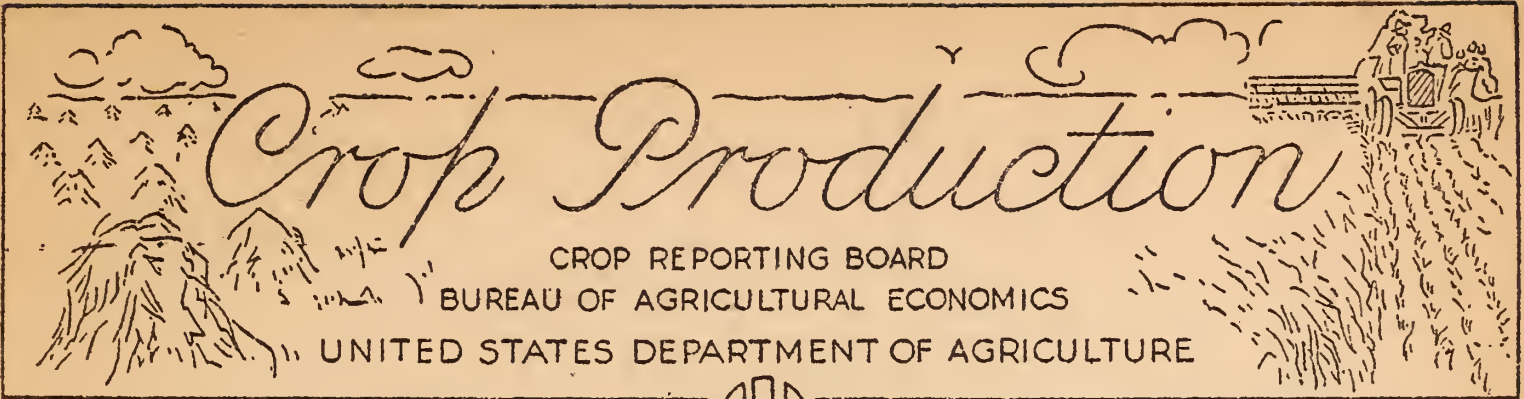 Crop Production
CROP REPORTING BOARD
BUREAU OF AGRICULTURAL ECONOMICS
UNITED STATES DEPARTMENT OF AGRICULTURE